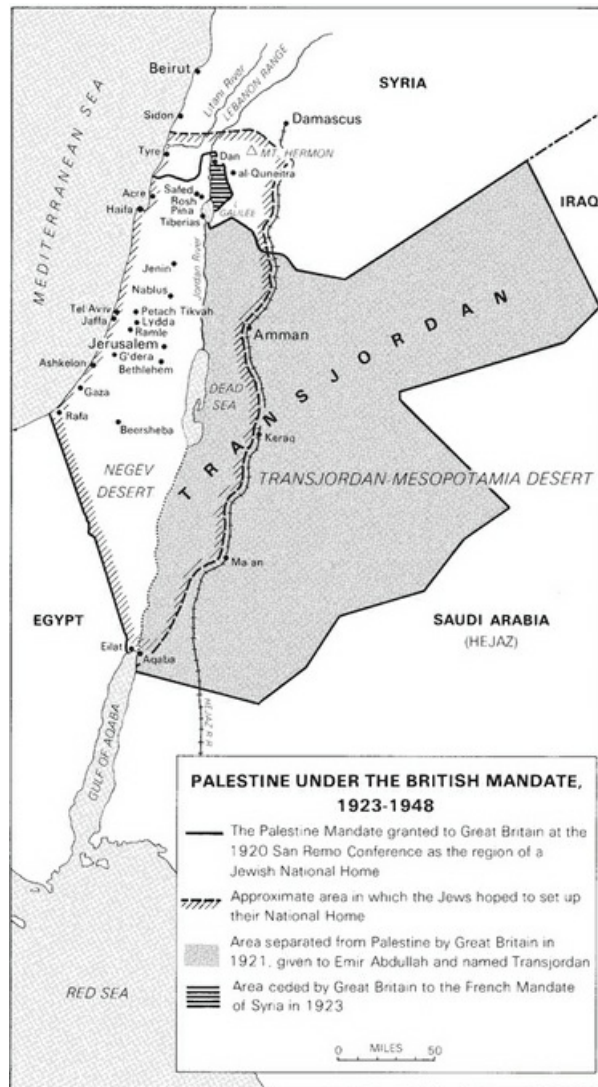 Beirut
Litani River
LEBANON RANGE
SYRIA
MEDITERRANEAN SEA
Sidon
Damascus
Tyre
Dan
MT. HERMON
al-Quneitra
Acre
Safed
Rosh
Pina
Haifa
L.
GALILEE
Tiberias
IRAQ
Jordan River
Jenin
Nablus
Tel Aviv
Petach Tikvah
Jaffa
Lydda
Ramle
Amman
Jerusalem
G'dera
Ashkelon
Bethlehem
DEAD
SEA
Gaza
Rafa
Beersheba
Keraq
TRANSJORDAN
NEGEV
DESERT
TRANSJORDAN-MESOPOTAMIA DESERT
Ma'an
EGYPT
SAUDI ARABIA
(HEJAZ)
Eilat
Aqaba
HEJAZ R.R.
GULF OF AQABA
RED SEA
PALESTINE UNDER THE BRITISH MANDATE,
1923-1948
The Palestine Mandate granted to Great Britain at the
1920 San Remo Conference as the region of a
Jewish National Home
Approximate area in which the Jews hoped to set up
their National Home
Area separated from Palestine by Great Britain in
1921, given to Emir Abdullah and named Transjordan
Area ceded by Great Britain to the French Mandate
of Syria in 1923
0 MILES 50